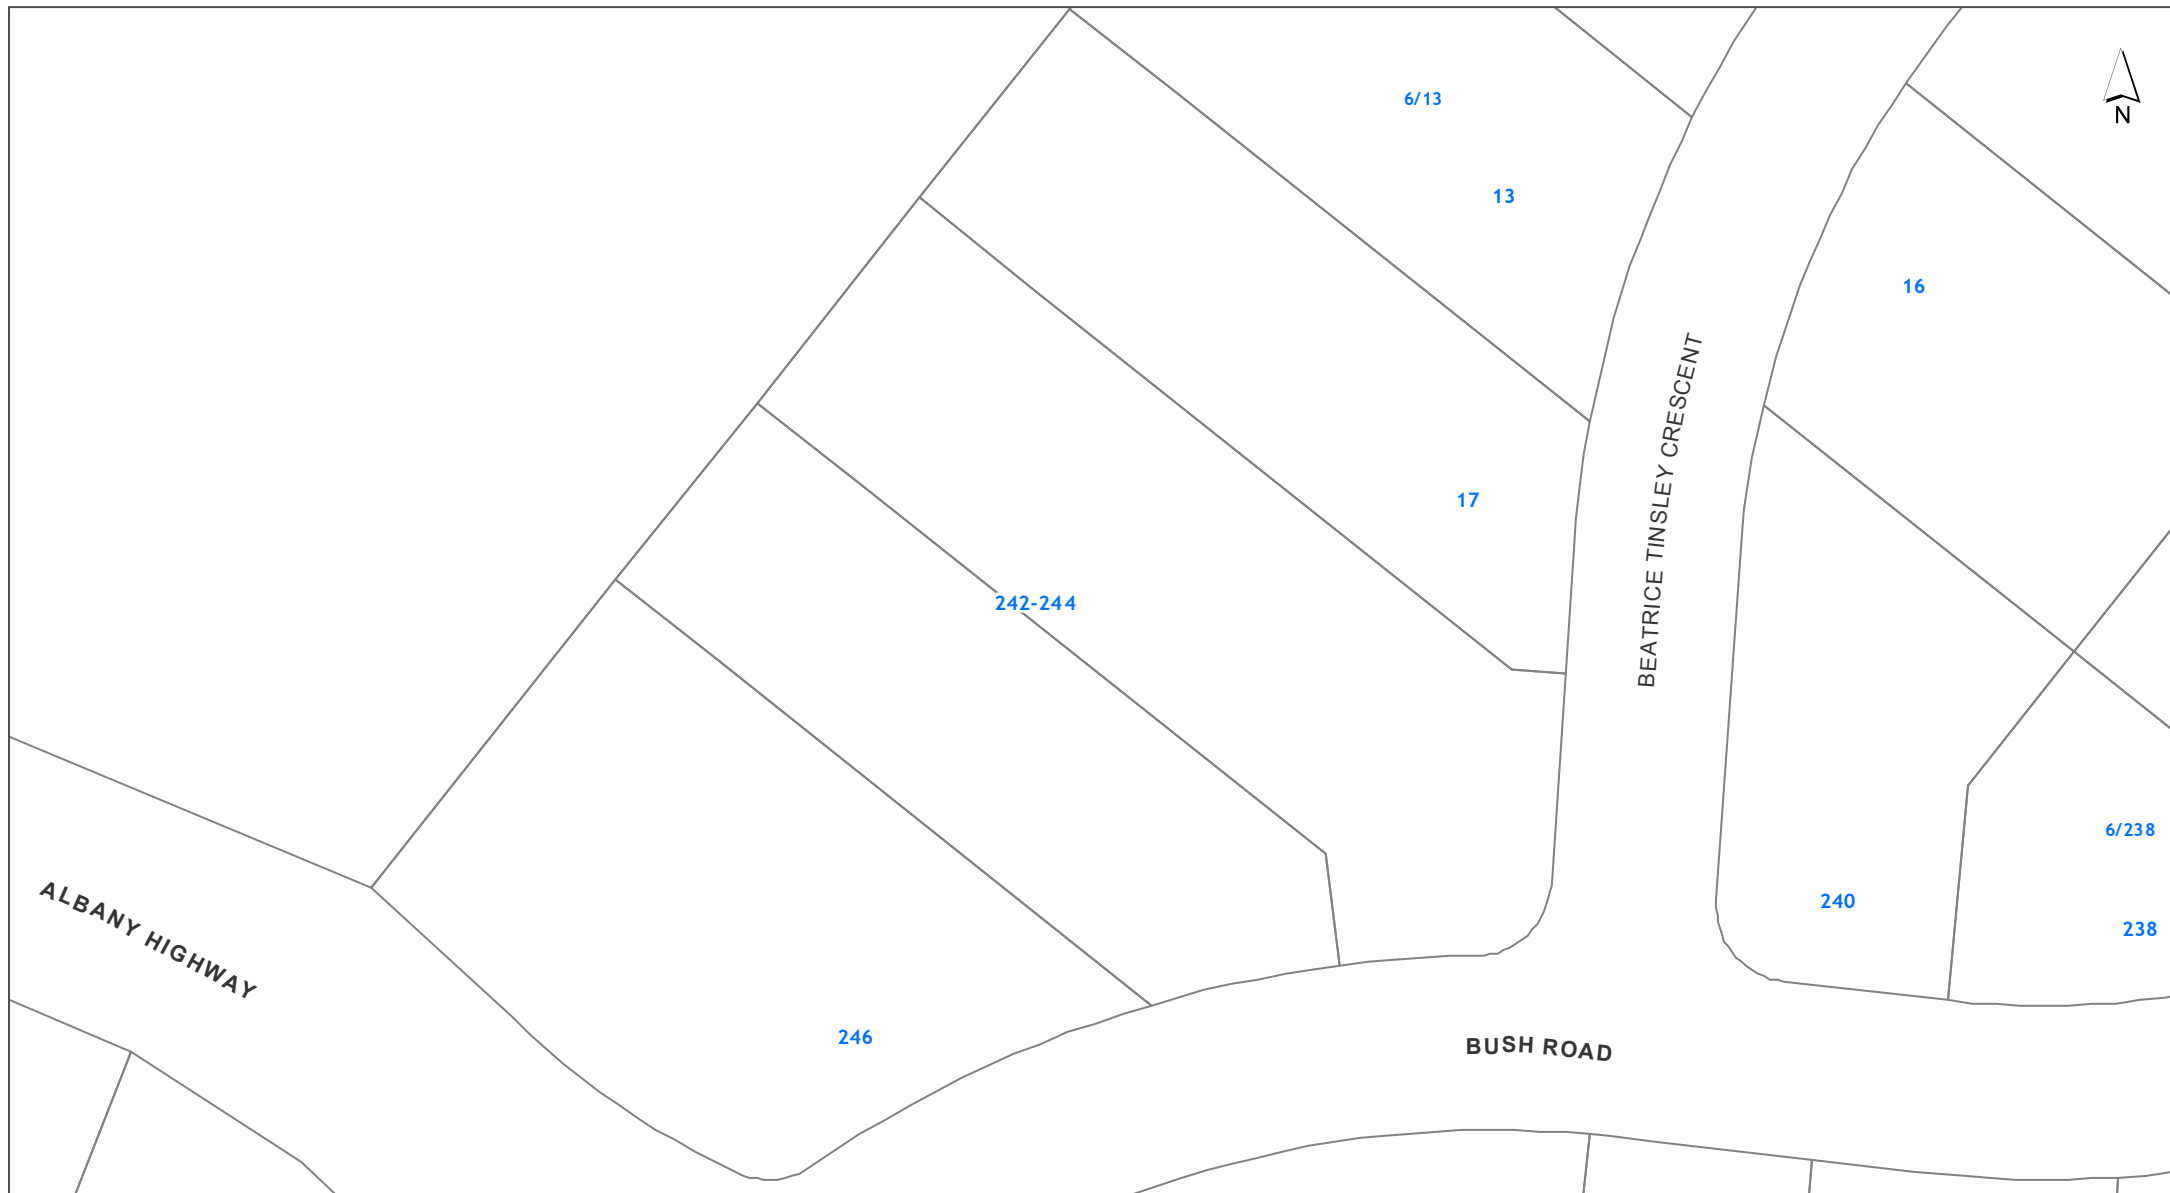 6/13
N
13
16
BEATRICE TINSLEY CRESCENT
17
242-244
6/238
ALBANY HIGHWAY
240
238
246
BUSH ROAD